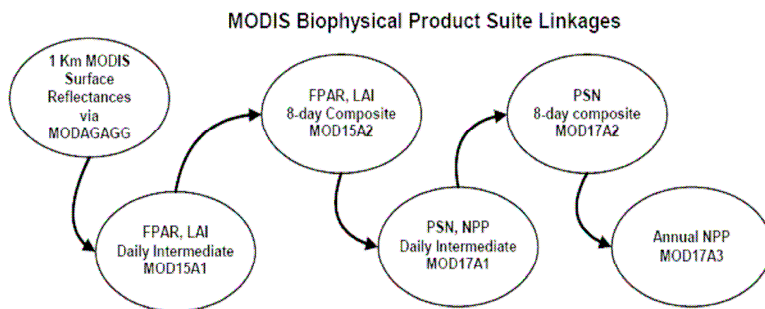 MODIS Biophysical Product Suite Linkages
1 Km MODIS
Surface
Reflectances
via
MODAGAGG
FPAR, LAI
Daily Intermediate
MOD15A1
FPAR, LAI
8-day Composite
MOD15A2
PSN, NPP
Daily Intermediate
MOD17A1
PSN
8-day composite
MOD17A2
Annual NPP
MOD17A3